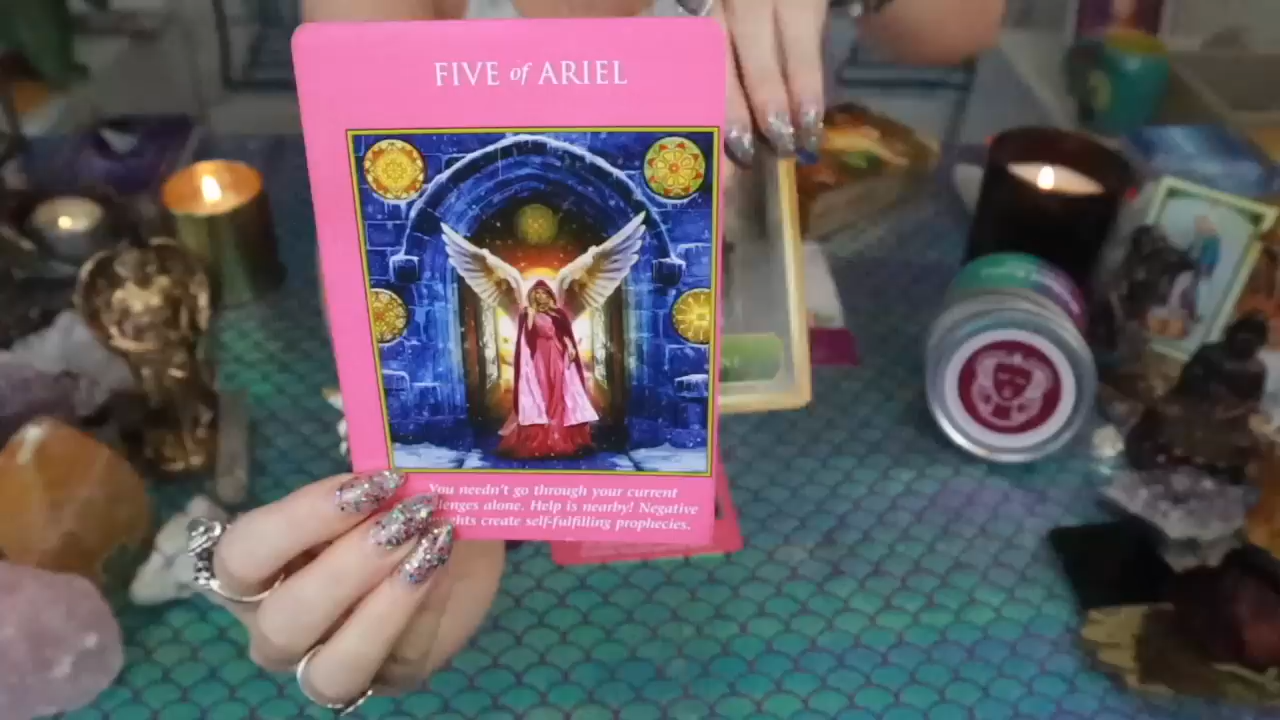 FIVE of ARIEL
You needn't go through your current
lenges alone. Help is nearby! Negative
ghts create self-fulfilling prophecies.